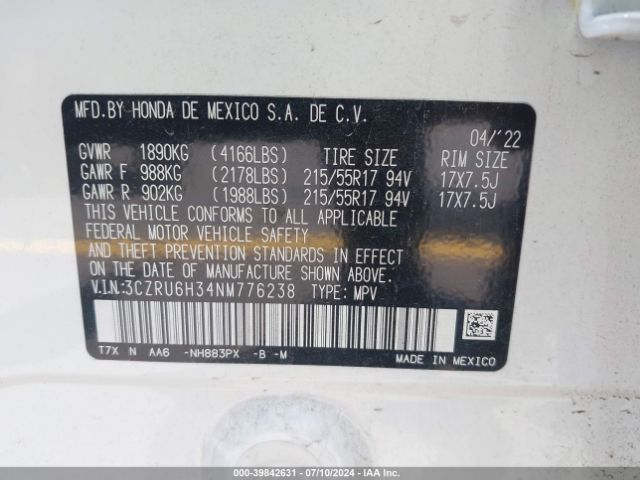 MFD.BY HONDA DE MEXICO S.A. DE C.V.
04/'22
GVWR 1890KG (4166LBS) TIRE SIZE RIM SIZE
GAWR F 988KG (2178LBS) 215/55R17 94V 17X7.5J
GAWR R 902KG (1988LBS) 215/55R17 94V 17X7.5J
THIS VEHICLE CONFORMS TO ALL APPLICABLE
FEDERAL MOTOR VEHICLE SAFETY
AND THEFT PREVENTION STANDARDS IN EFFECT
ON THE DATE OF MANUFACTURE SHOWN ABOVE.
V.I.N.:3CZRU6H34NM776238 TYPE: MPV
T7X N AA6 -NH883PX -B -M
MADE IN MEXICO
000-39842631 - 07/10/2024 - IAA Inc.